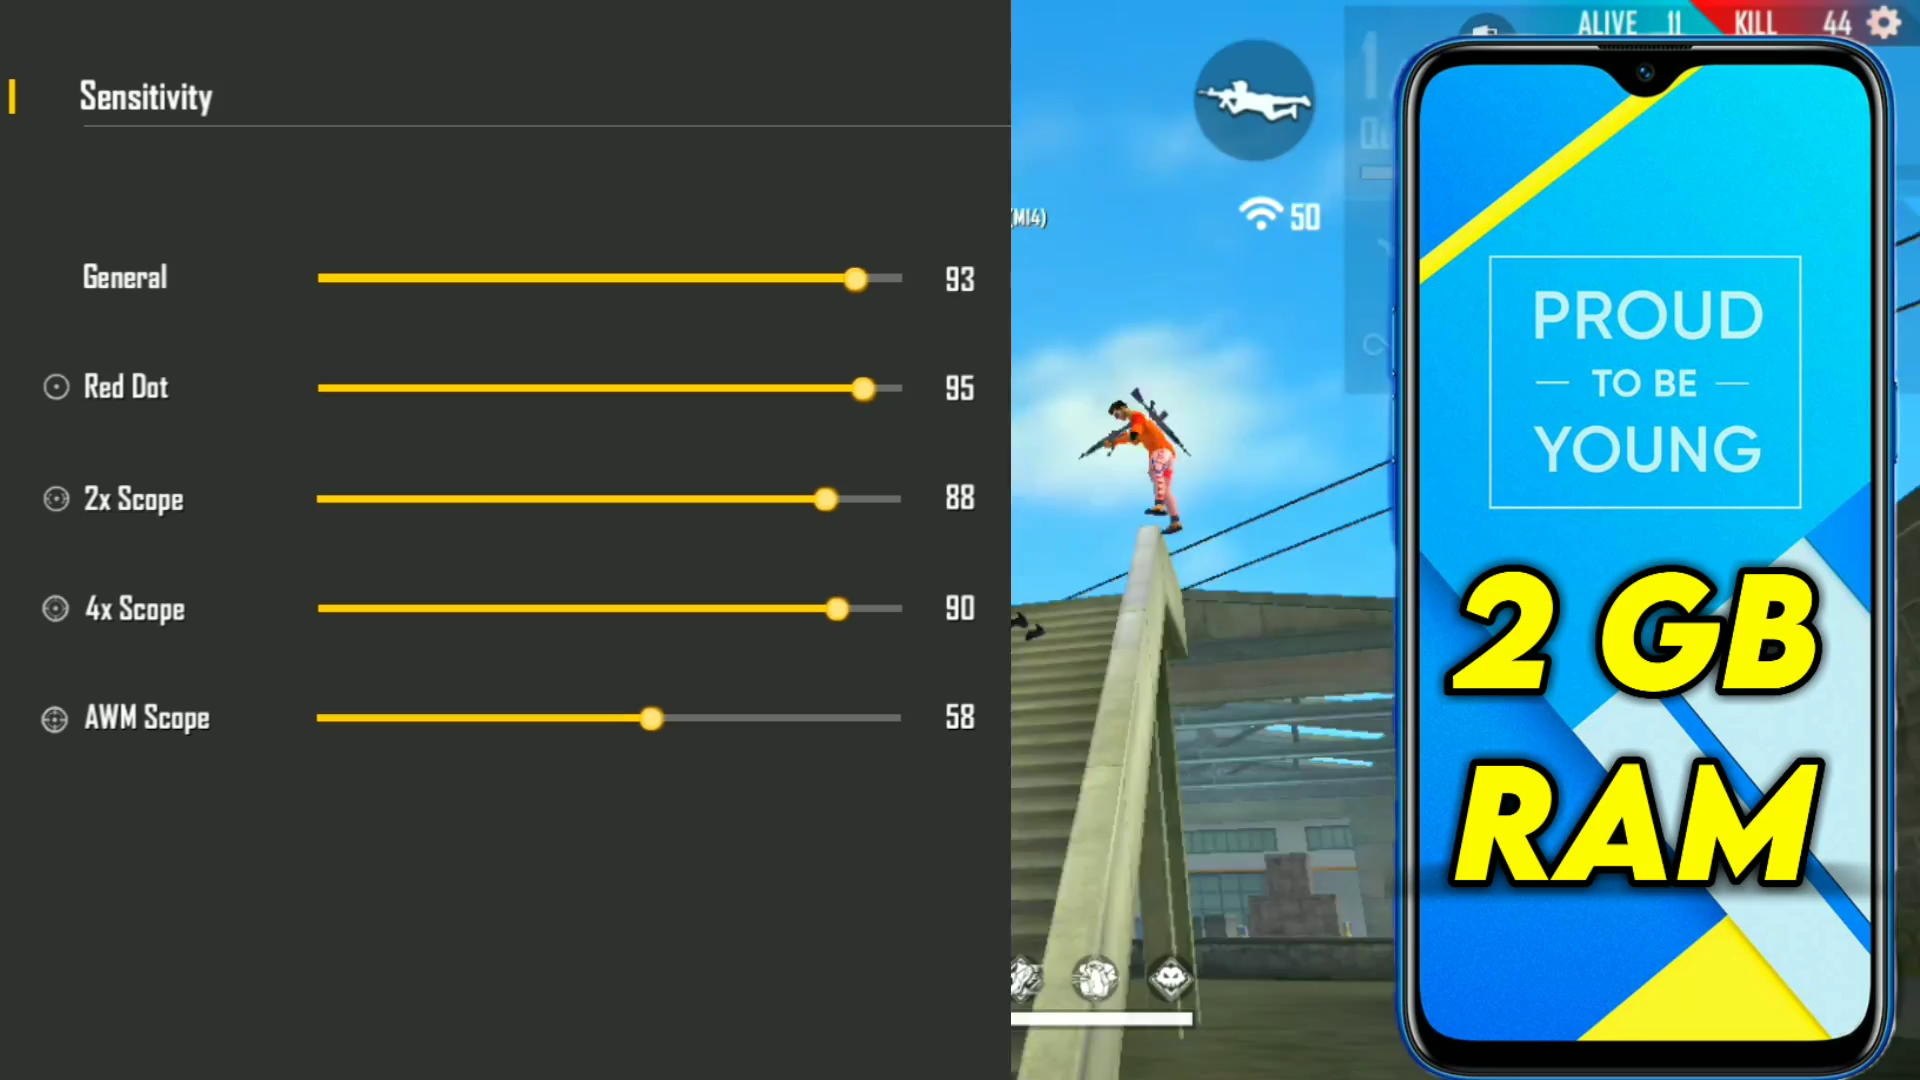 Sensitivity
General 93
Red Dot 95
2x Scope 88
4x Scope 90
AWM Scope 58
ALIVE 11 KILL 44
(M14)
50
PROUD
— TO BE —
YOUNG
2 GB
RAM